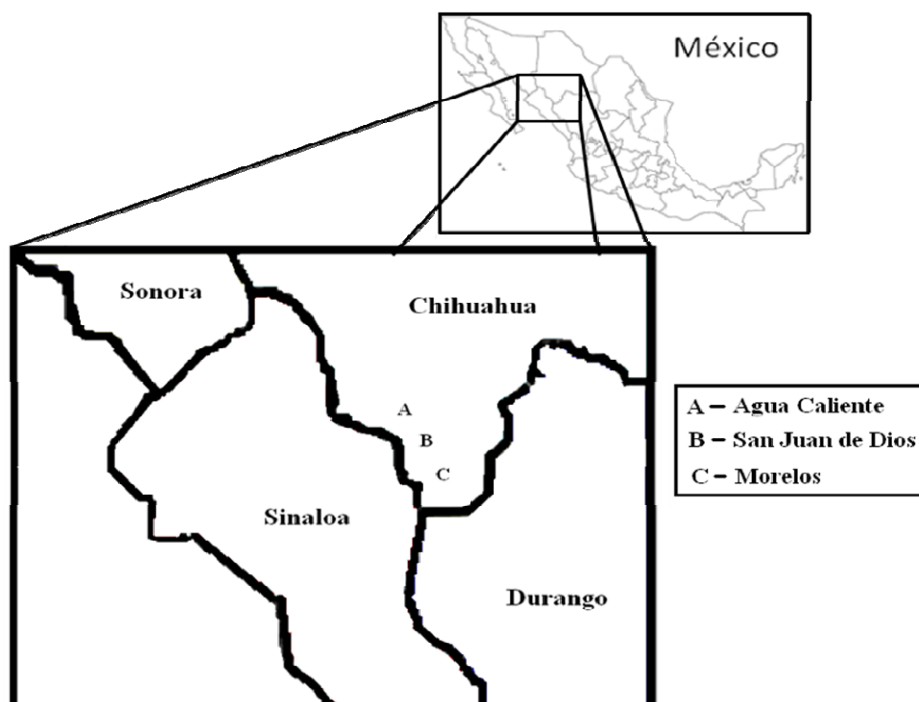 México
Sonora
Chihuahua
A
B
C
Sinaloa
Durango
A – Agua Caliente
B – San Juan de Dios
C – Morelos